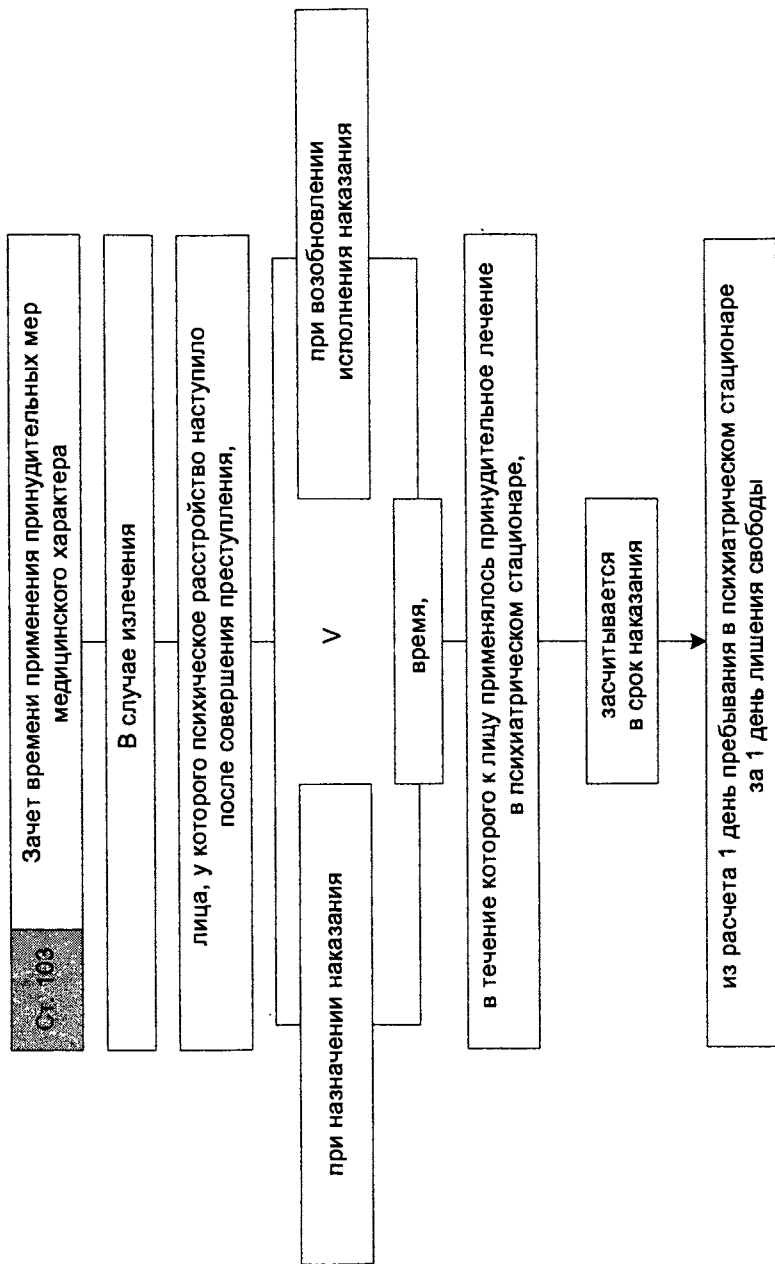 Ст. 103
Зачет времени применения принудительных мер
медицинского характера
В случае излечения
лица, у которого психическое расстройство наступило
после совершения преступления,
при назначении наказания
V
при возобновлении
исполнения наказания
время,
в течение которого к лицу применялось принудительное лечение
в психиатрическом стационаре,
засчитывается
в срок наказания
из расчета 1 день пребывания в психиатрическом стационаре
за 1 день лишения свободы